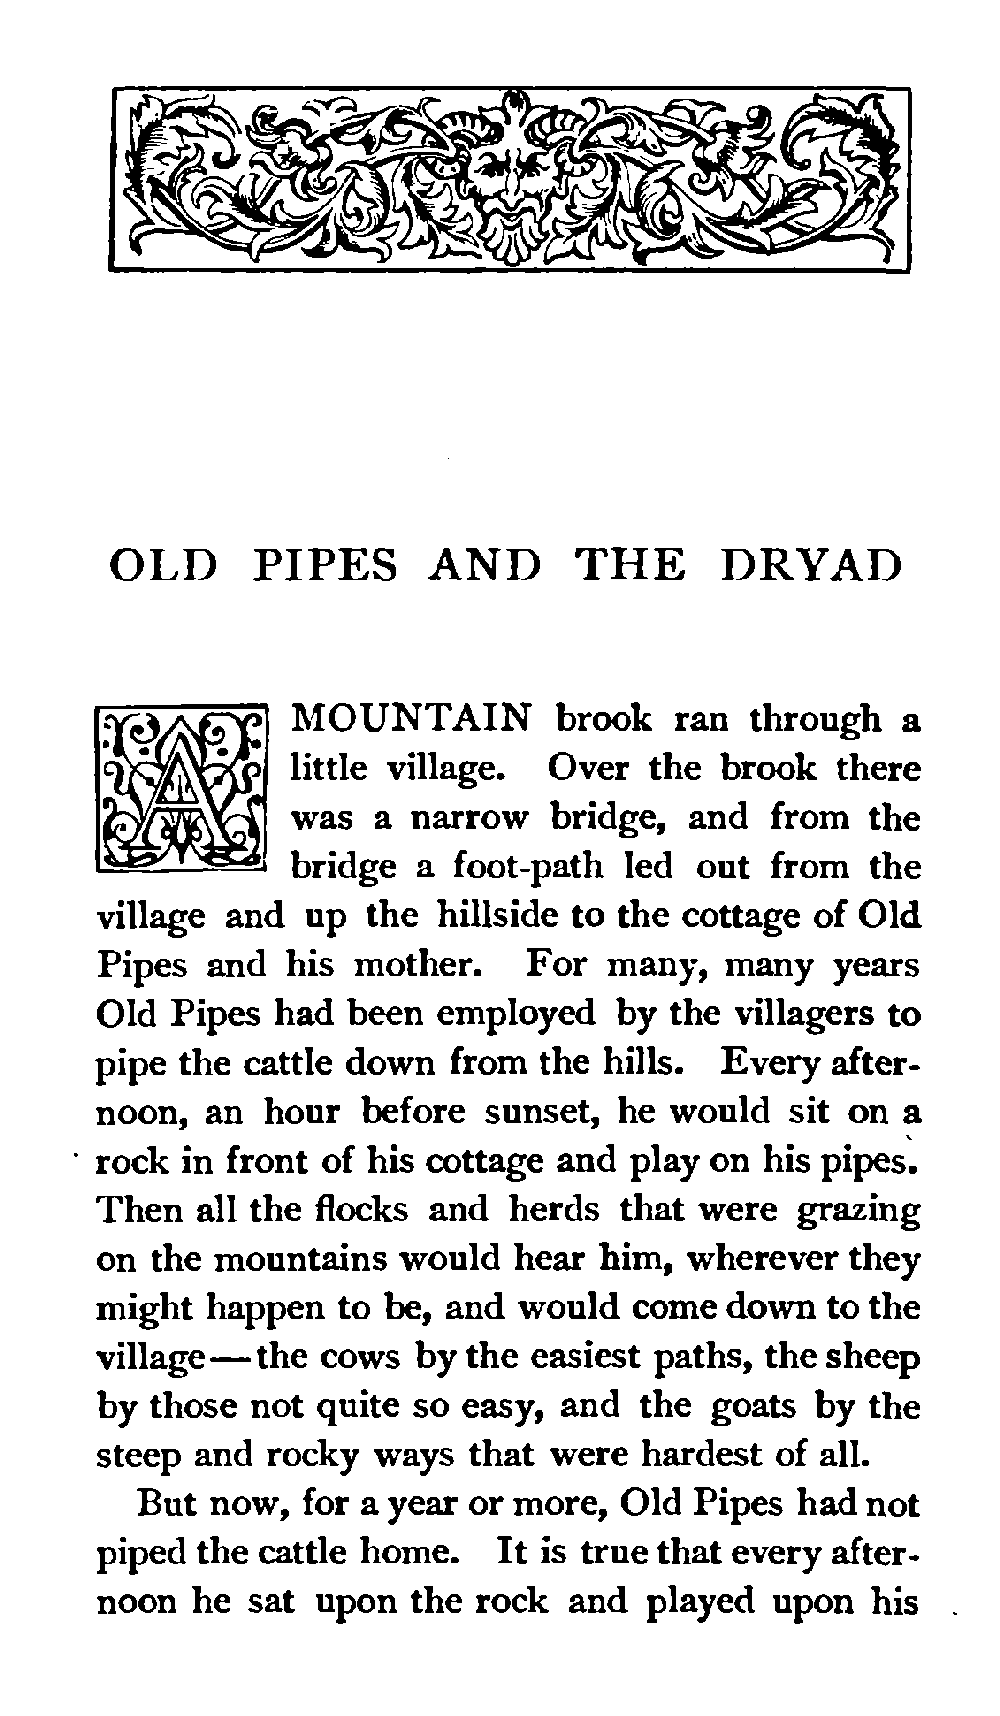 OLD PIPES AND THE DRYAD
A MOUNTAIN brook ran through a
little village. Over the brook there
was a narrow bridge, and from the
bridge a foot-path led out from the
village and up the hillside to the cottage of Old
Pipes and his mother. For many, many years
Old Pipes had been employed by the villagers to
pipe the cattle down from the hills. Every after-
noon, an hour before sunset, he would sit on a
rock in front of his cottage and play on his pipes.
Then all the flocks and herds that were grazing
on the mountains would hear him, wherever they
might happen to be, and would come down to the
village—the cows by the easiest paths, the sheep
by those not quite so easy, and the goats by the
steep and rocky ways that were hardest of all.
But now, for a year or more, Old Pipes had not
piped the cattle home. It is true that every after-
noon he sat upon the rock and played upon his